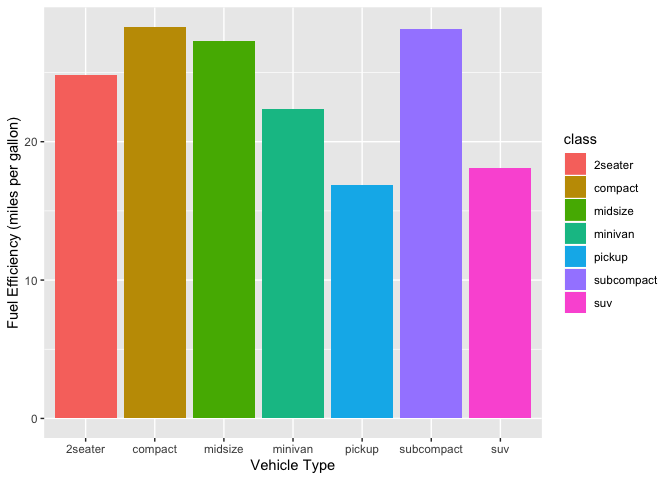 Fuel Efficiency (miles per gallon)
20
10
0
2seater compact midsize minivan pickup subcompact suv
Vehicle Type
class
2seater
compact
midsize
minivan
pickup
subcompact
suv